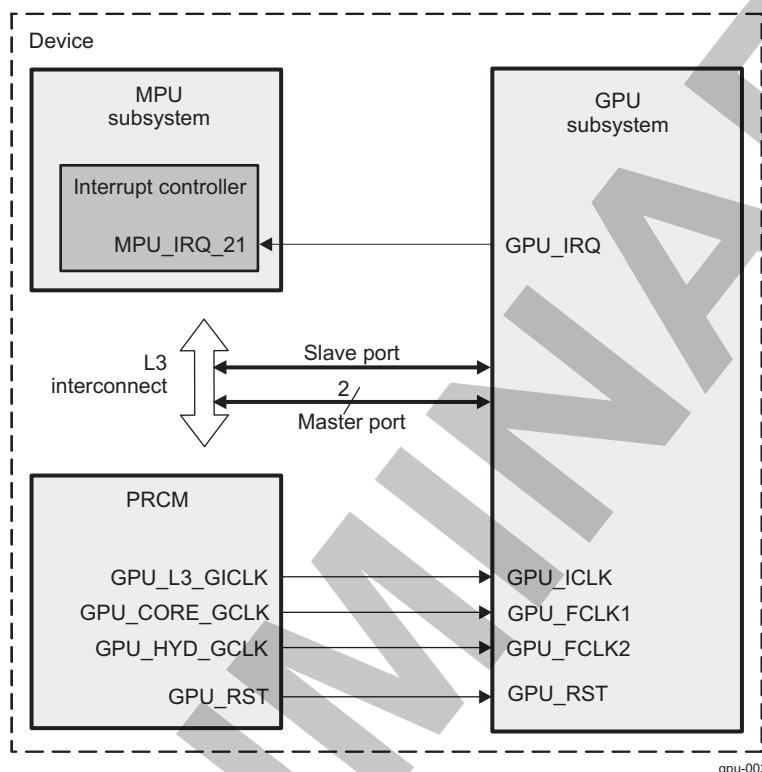 Device
MPU
subsystem
Interrupt controller
MPU_IRQ_21
GPU
subsystem
GPU_IRQ
L3
interconnect
Slave port
2
Master port
PRCM
GPU_L3_GICLK
GPU_CORE_GCLK
GPU_HYD_GCLK
GPU_RST
GPU_ICLK
GPU_FCLK1
GPU_FCLK2
GPU_RST